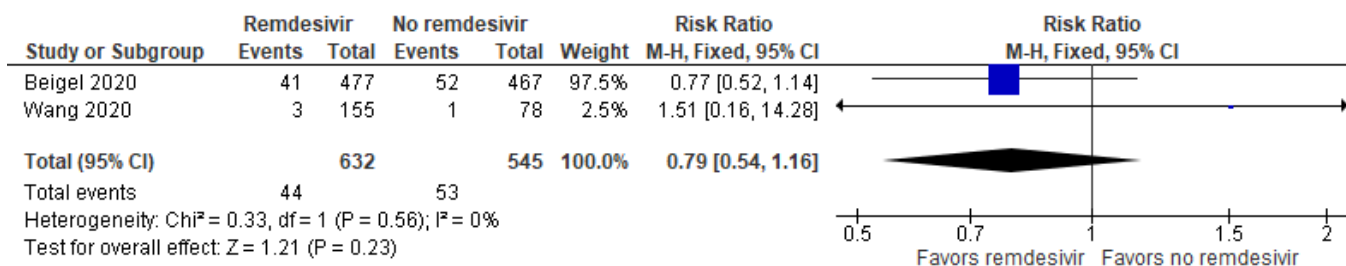 Remdesivir No remdesivir Risk Ratio Risk Ratio
Study or Subgroup Events Total Events Total Weight M-H, Fixed, 95% CI M-H, Fixed, 95% CI
Beigel 2020 41 477 52 467 97.5% 0.77 [0.52, 1.14]
Wang 2020 3 155 1 78 2.5% 1.51 [0.16, 14.28]
Total (95% CI) 632 545 100.0% 0.79 [0.54, 1.16]
Total events 44 53
Heterogeneity: Chi² = 0.33, df = 1 (P = 0.56); I² = 0%
Test for overall effect: Z = 1.21 (P = 0.23)
0.5 0.7 1 1.5 2
Favors remdesivir Favors no remdesivir